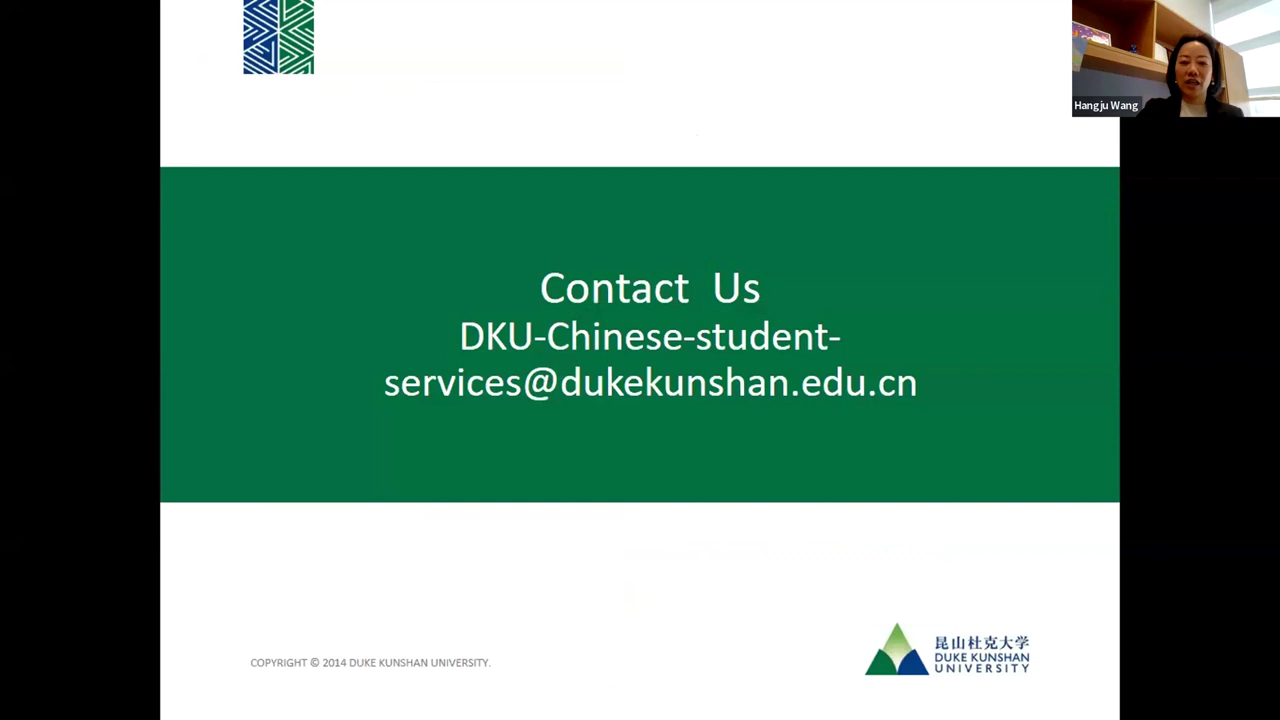 Hangju Wang
Contact Us
DKU-Chinese-student-
services@dukekunshan.edu.cn
COPYRIGHT © 2014 DUKE KUNSHAN UNIVERSITY.
昆山杜克大学
DUKE KUNSHAN
UNIVERSITY